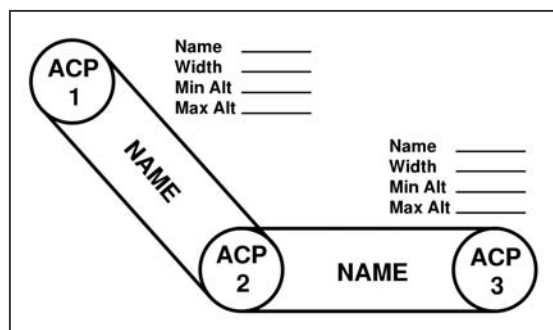 ACP
1
Name
Width
Min Alt
Max Alt
NAME
Name
Width
Min Alt
Max Alt
ACP
2
NAME
ACP
3